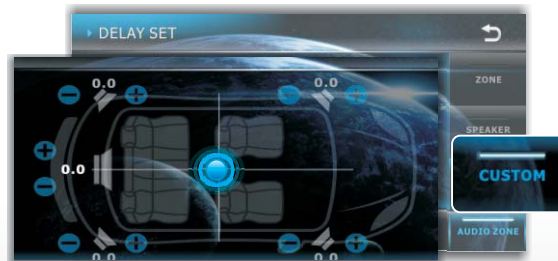 DELAY SET
ZONE
0.0 0.0
SPEAKER
0.0
CUSTOM
AUDIO ZONE
0.0 0.0